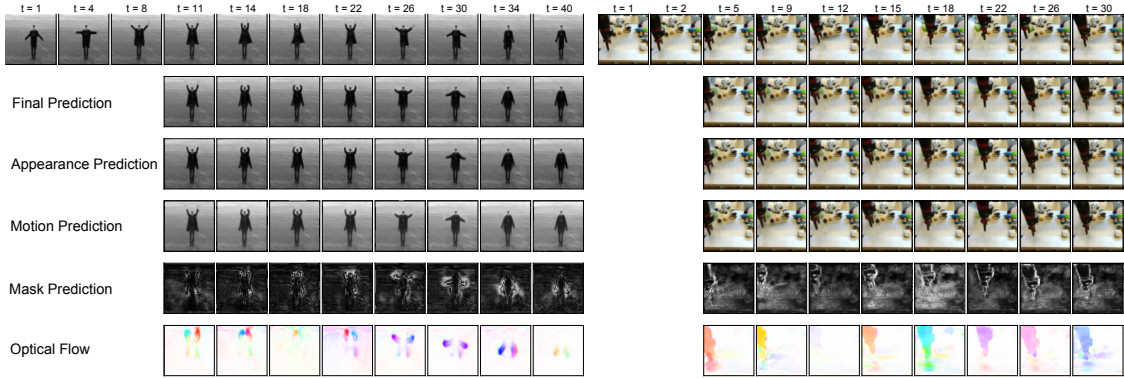 t = 1 t = 4 t = 8 t = 11 t = 14 t = 18 t = 22 t = 26 t = 30 t = 34 t = 40 t = 1 t = 2 t = 5 t = 9 t = 12 t = 15 t = 18 t = 22 t = 26 t = 30
Final Prediction
Appearance Prediction
Motion Prediction
Mask Prediction
Optical Flow